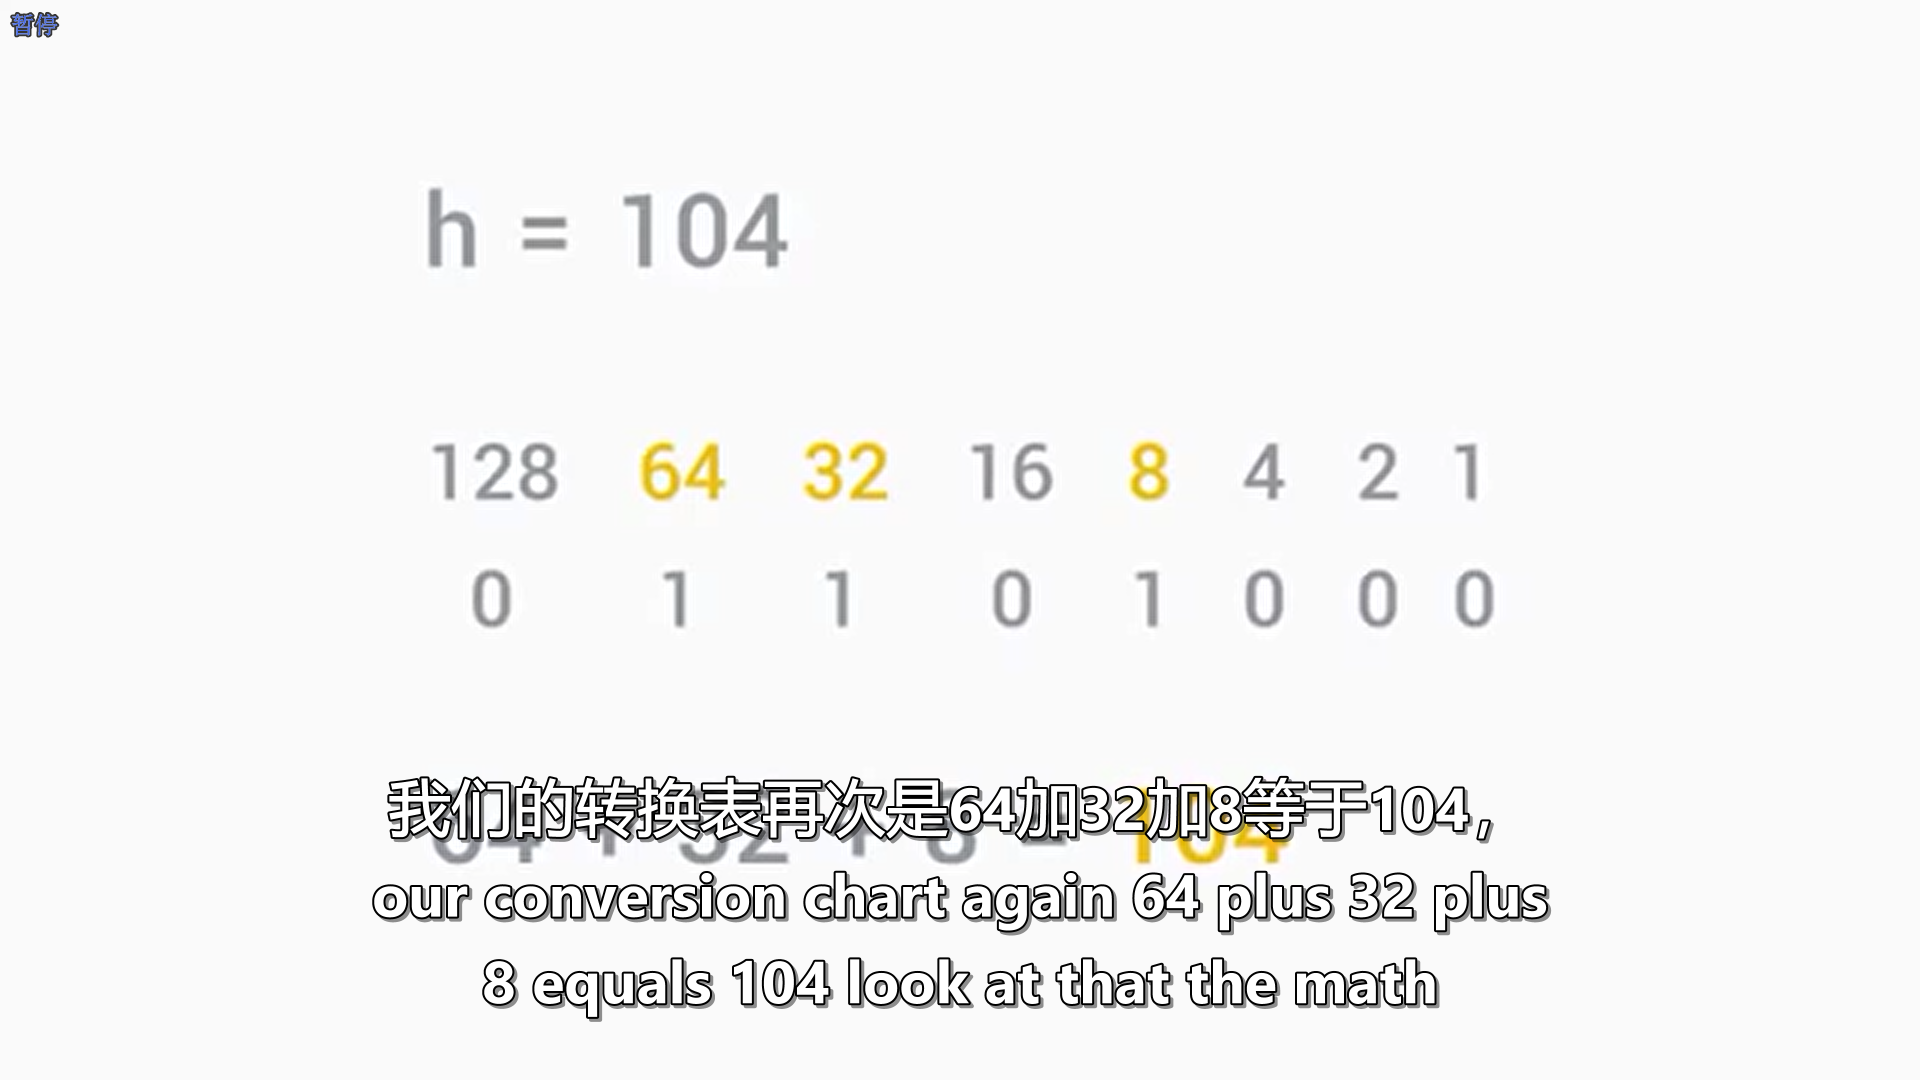 暂停
h = 104
128 64 32 16 8 4 2 1
0 1 1 0 1 0 0 0
64 + 32 + 8 = 104
我们的转换表再次是64加32加8等于104，
our conversion chart again 64 plus 32 plus
8 equals 104 look at that the math